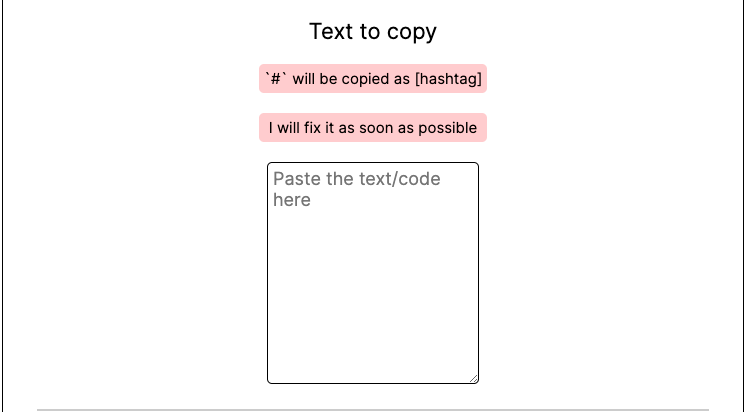 Text to copy
`#` will be copied as [hashtag]
I will fix it as soon as possible
Paste the text/code
here